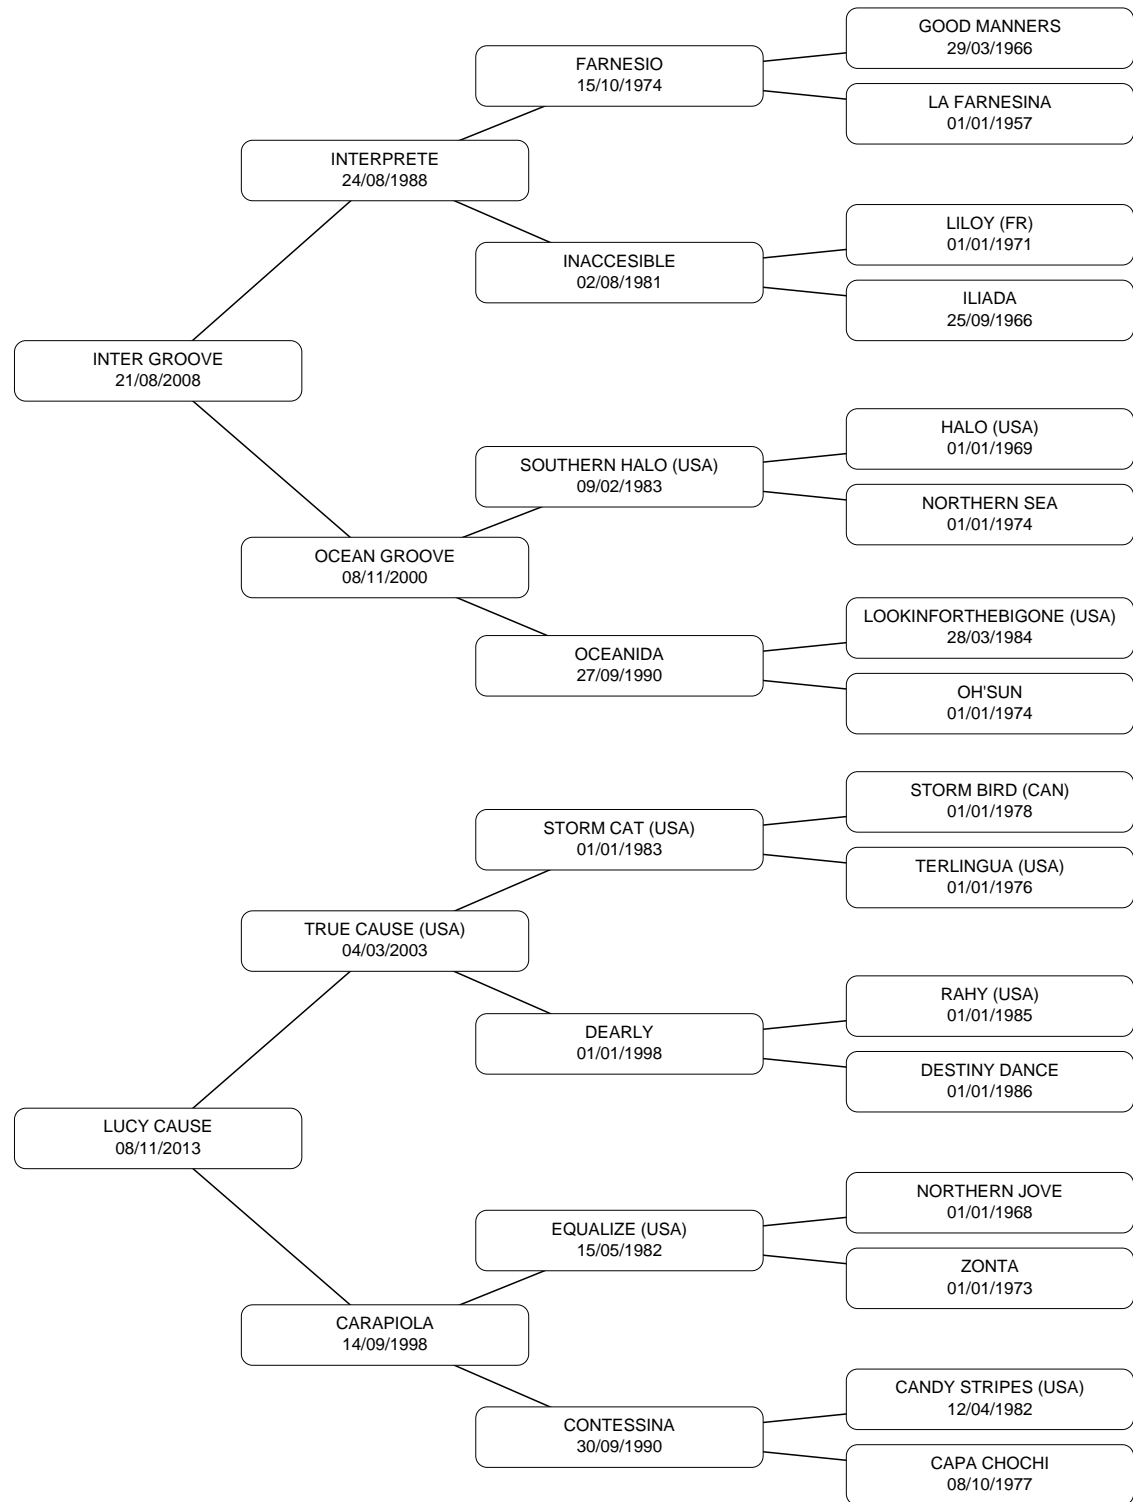 GOOD MANNERS
29/03/1966
FARNESIO
15/10/1974
LA FARNESINA
01/01/1957
INTERPRETE
24/08/1988
LILOY (FR)
01/01/1971
INACCESIBLE
02/08/1981
ILIADA
25/09/1966
INTER GROOVE
21/08/2008
HALO (USA)
01/01/1969
SOUTHERN HALO (USA)
09/02/1983
NORTHERN SEA
01/01/1974
OCEAN GROOVE
08/11/2000
LOOKINFORTHEBIGONE (USA)
28/03/1984
OCEANIDA
27/09/1990
OH'SUN
01/01/1974
STORM BIRD (CAN)
01/01/1978
STORM CAT (USA)
01/01/1983
TERLINGUA (USA)
01/01/1976
TRUE CAUSE (USA)
04/03/2003
RAHY (USA)
01/01/1985
DEARLY
01/01/1998
DESTINY DANCE
01/01/1986
LUCY CAUSE
08/11/2013
NORTHERN JOVE
01/01/1968
EQUALIZE (USA)
15/05/1982
ZONTA
01/01/1973
CARAPIOLA
14/09/1998
CANDY STRIPES (USA)
12/04/1982
CONTESSINA
30/09/1990
CAPA CHOCHI
08/10/1977